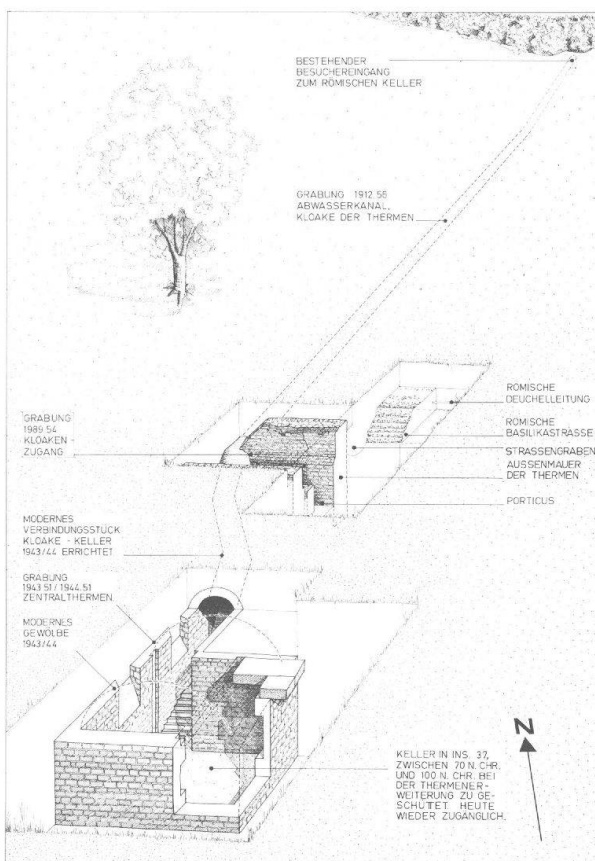 BESTEHENDER
BESUCHEREINGANG
ZUM RÖMISCHEN KELLER
GRABUNG 1912.56
ABWASSERKANAL,
KLOAKE DER THERMEN
RÖMISCHE
DEUCHELLEITUNG
RÖMISCHE
BASILIKASTRASSE
STRASSENGRABEN
AUSSENMAUER
DER THERMEN
PORTICUS
GRABUNG
1989.54
KLOAKEN-
ZUGANG
MODERNES
VERBINDUNGSSTÜCK
KLOAKE - KELLER
1943/44 ERRICHTET
GRABUNG
1943.51 / 1944.51
ZENTRALTHERMEN
MODERNES
GEWÖLBE
1943/44
N
KELLER IN INS. 37,
ZWISCHEN 70 N. CHR.
UND 100 N. CHR. BEI
DER THERMENER-
WEITERUNG ZU GE-
SCHÜTTET HEUTE
WIEDER ZUGÄNGLICH.